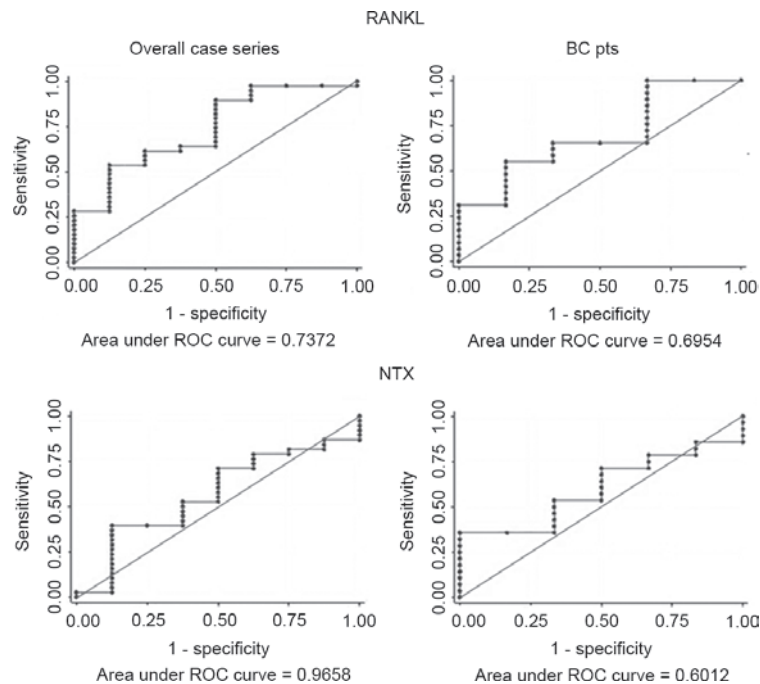 RANKL
Overall case series
BC pts
Sensitivity
0.00 0.25 0.50 0.75 1.00
0.00 0.25 0.50 0.75 1.00
1 - specificity
Area under ROC curve = 0.7372
Sensitivity
0.00 0.25 0.50 0.75 1.00
0.00 0.25 0.50 0.75 1.00
1 - specificity
Area under ROC curve = 0.6954
NTX
Sensitivity
0.00 0.25 0.50 0.75 1.00
0.00 0.25 0.50 0.75 1.00
1 - specificity
Area under ROC curve = 0.9658
Sensitivity
0.00 0.25 0.50 0.75 1.00
0.00 0.25 0.50 0.75 1.00
1 - specificity
Area under ROC curve = 0.6012